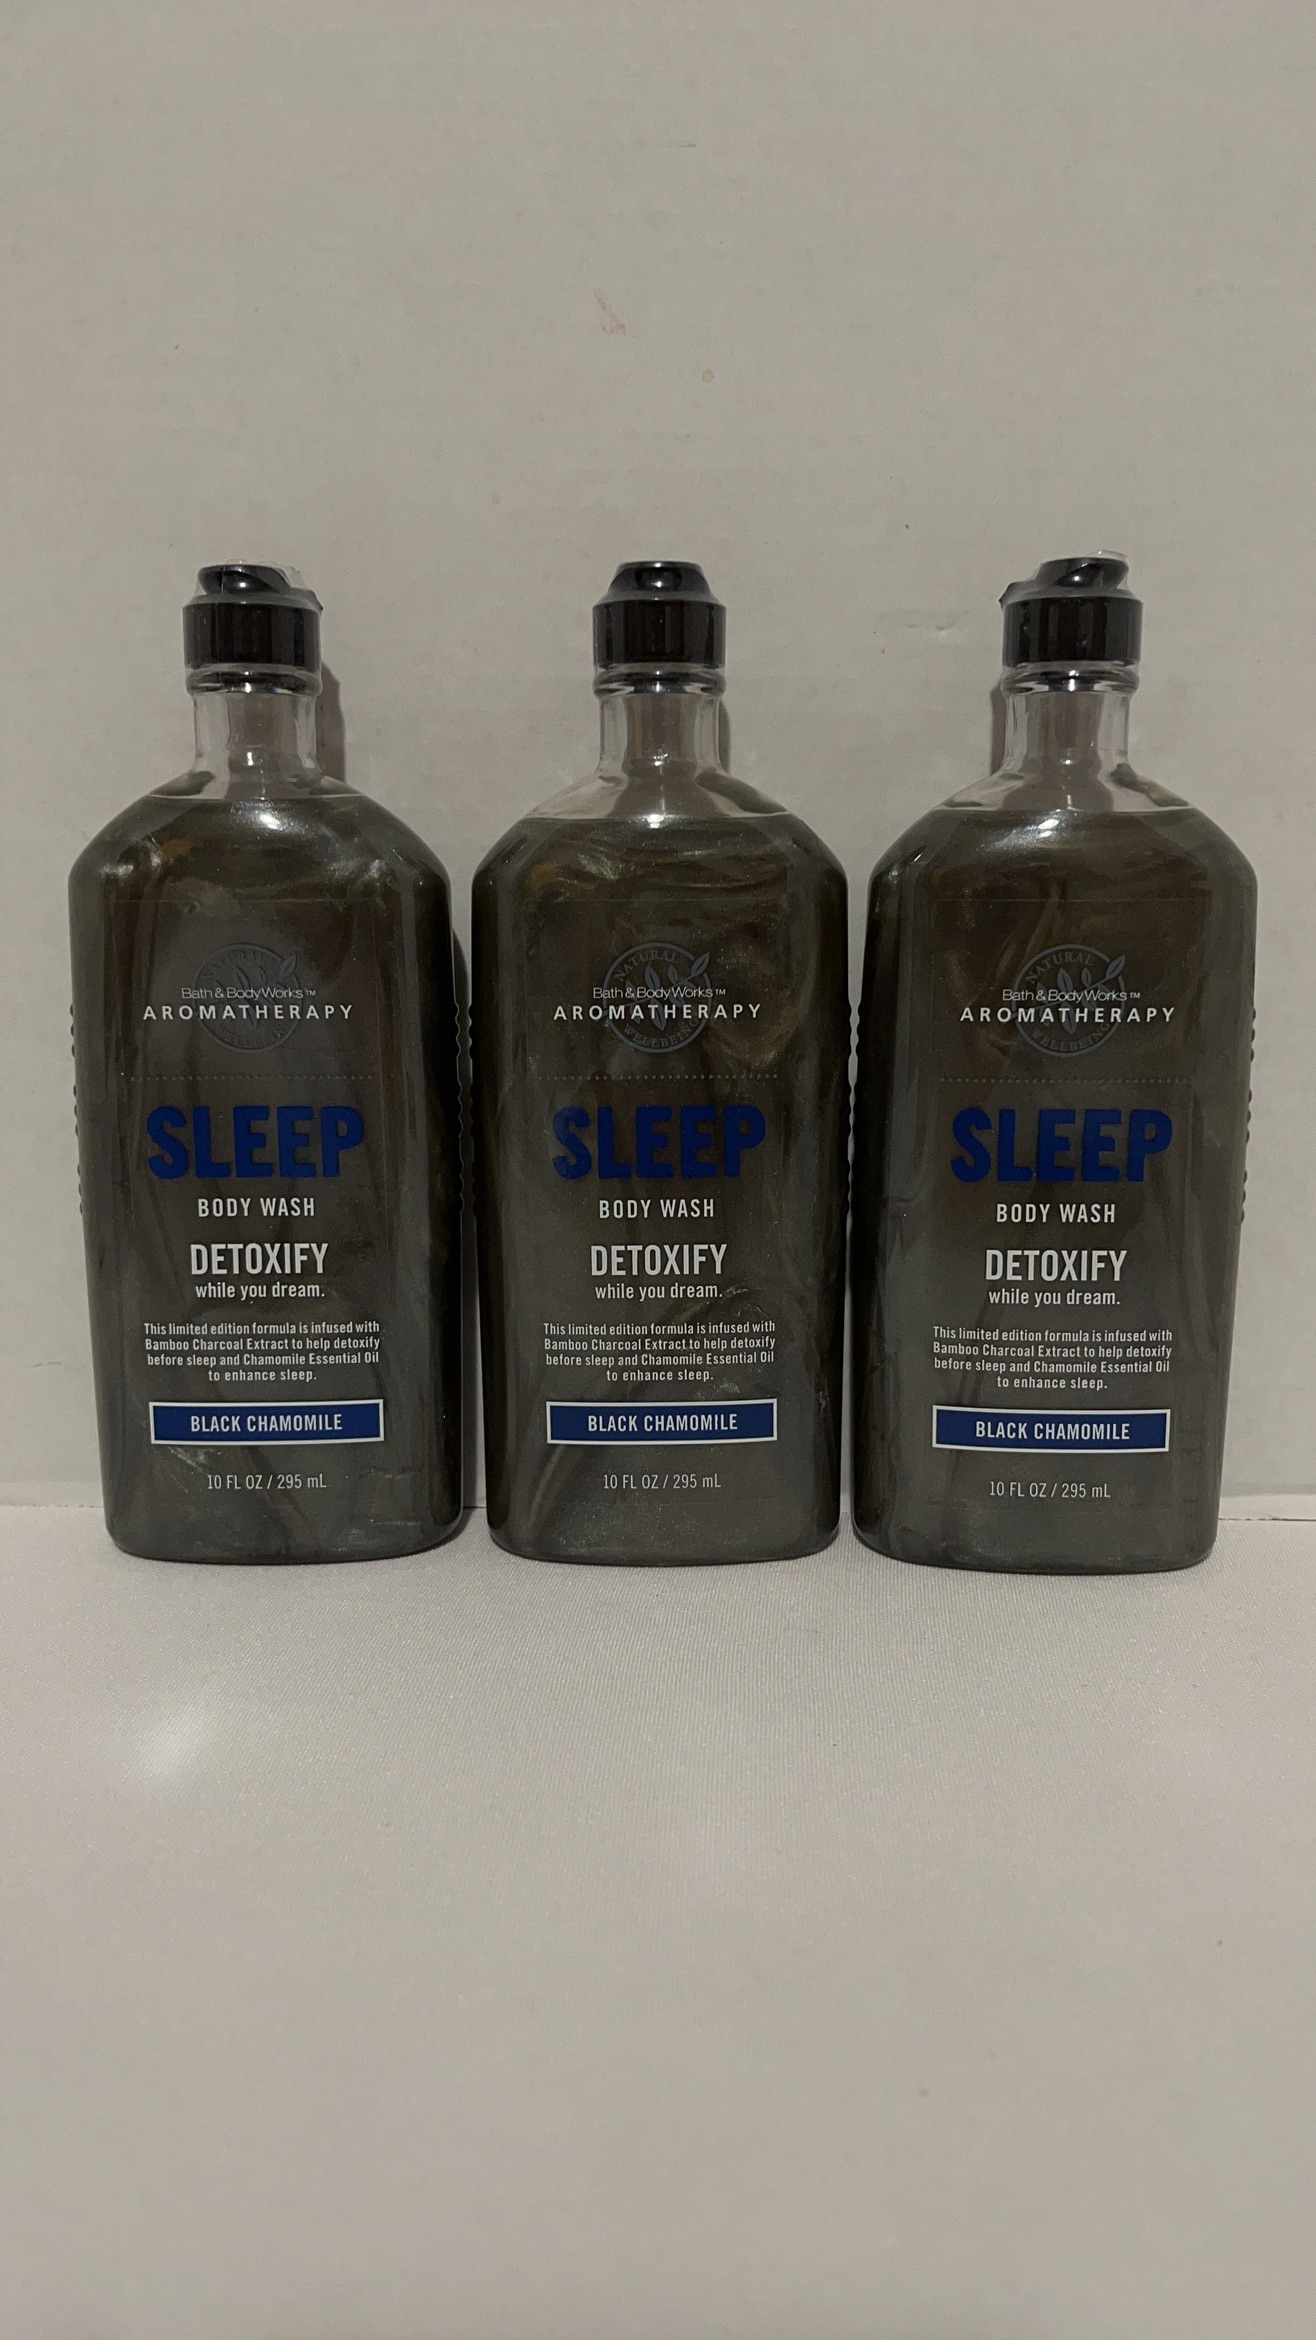 NATURAL
Bath & Body Works™
AROMATHERAPY
WELLBEING
SLEEP
BODY WASH
DETOXIFY
while you dream.
This limited edition formula is infused with
Bamboo Charcoal Extract to help detoxify
before sleep and Chamomile Essential Oil
to enhance sleep.
BLACK CHAMOMILE
10 FL OZ / 295 mL
NATURAL
Bath & Body Works™
AROMATHERAPY
WELLBEING
SLEEP
BODY WASH
DETOXIFY
while you dream.
This limited edition formula is infused with
Bamboo Charcoal Extract to help detoxify
before sleep and Chamomile Essential Oil
to enhance sleep.
BLACK CHAMOMILE
10 FL OZ / 295 mL
NATURAL
Bath & Body Works™
AROMATHERAPY
WELLBEING
SLEEP
BODY WASH
DETOXIFY
while you dream.
This limited edition formula is infused with
Bamboo Charcoal Extract to help detoxify
before sleep and Chamomile Essential Oil
to enhance sleep.
BLACK CHAMOMILE
10 FL OZ / 295 mL